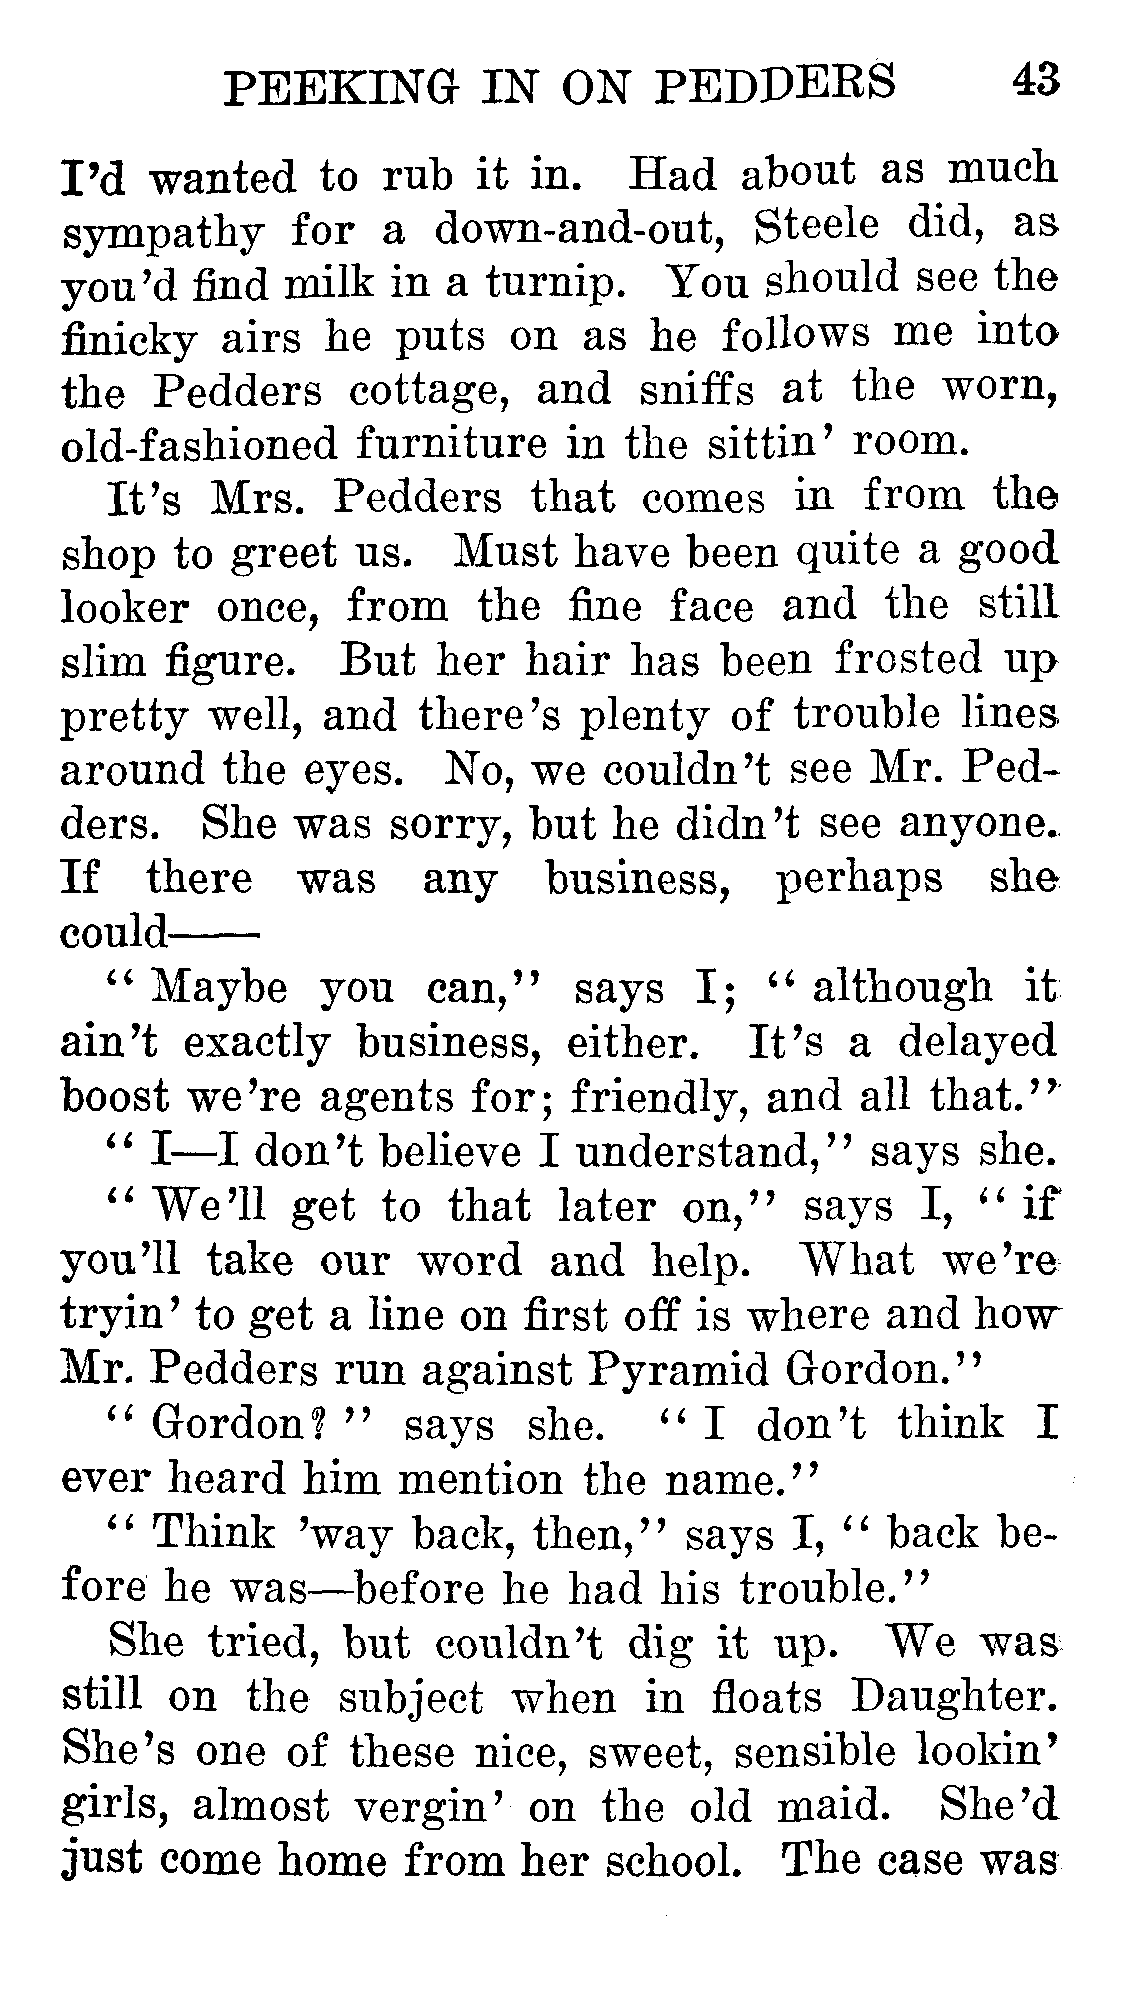 PEEKING IN ON PEDDERS 43
I'd wanted to rub it in. Had about as much
sympathy for a down-and-out, Steele did, as
you'd find milk in a turnip. You should see the
finicky airs he puts on as he follows me into
the Pedders cottage, and sniffs at the worn,
old-fashioned furniture in the sittin' room.
It's Mrs. Pedders that comes in from the
shop to greet us. Must have been quite a good
looker once, from the fine face and the still
slim figure. But her hair has been frosted up
pretty well, and there's plenty of trouble lines
around the eyes. No, we couldn't see Mr. Ped-
ders. She was sorry, but he didn't see anyone.
If there was any business, perhaps she
could——
"Maybe you can," says I; "although it
ain't exactly business, either. It's a delayed
boost we're agents for; friendly, and all that."
"I—I don't believe I understand," says she.
"We'll get to that later on," says I, "if
you'll take our word and help. What we're
tryin' to get a line on first off is where and how
Mr. Pedders run against Pyramid Gordon."
"Gordon?" says she. "I don't think I
ever heard him mention the name."
"Think 'way back, then," says I, "back be-
fore he was—before he had his trouble."
She tried, but couldn't dig it up. We was
still on the subject when in floats Daughter.
She's one of these nice, sweet, sensible lookin'
girls, almost vergin' on the old maid. She'd
just come home from her school. The case was